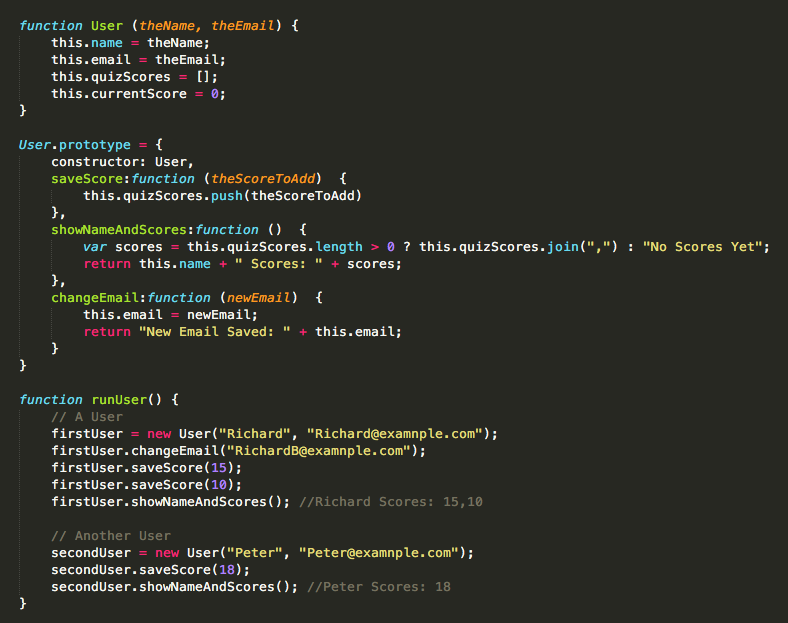 function User (theName, theEmail) {
    this.name = theName;
    this.email = theEmail;
    this.quizScores = [];
    this.currentScore = 0;
}

User.prototype = {
    constructor: User,
    saveScore:function (theScoreToAdd)  {
        this.quizScores.push(theScoreToAdd)
    },
    showNameAndScores:function ()  {
        var scores = this.quizScores.length > 0 ? this.quizScores.join(",") : "No Scores Yet";
        return this.name + " Scores: " + scores;
    },
    changeEmail:function (newEmail)  {
        this.email = newEmail;
        return "New Email Saved: " + this.email;
    }
}

function runUser() {
    // A User
    firstUser = new User("Richard", "Richard@examnple.com");
    firstUser.changeEmail("RichardB@examnple.com");
    firstUser.saveScore(15);
    firstUser.saveScore(10);
    firstUser.showNameAndScores(); //Richard Scores: 15,10

    // Another User
    secondUser = new User("Peter", "Peter@examnple.com");
    secondUser.saveScore(18);
    secondUser.showNameAndScores(); //Peter Scores: 18
}